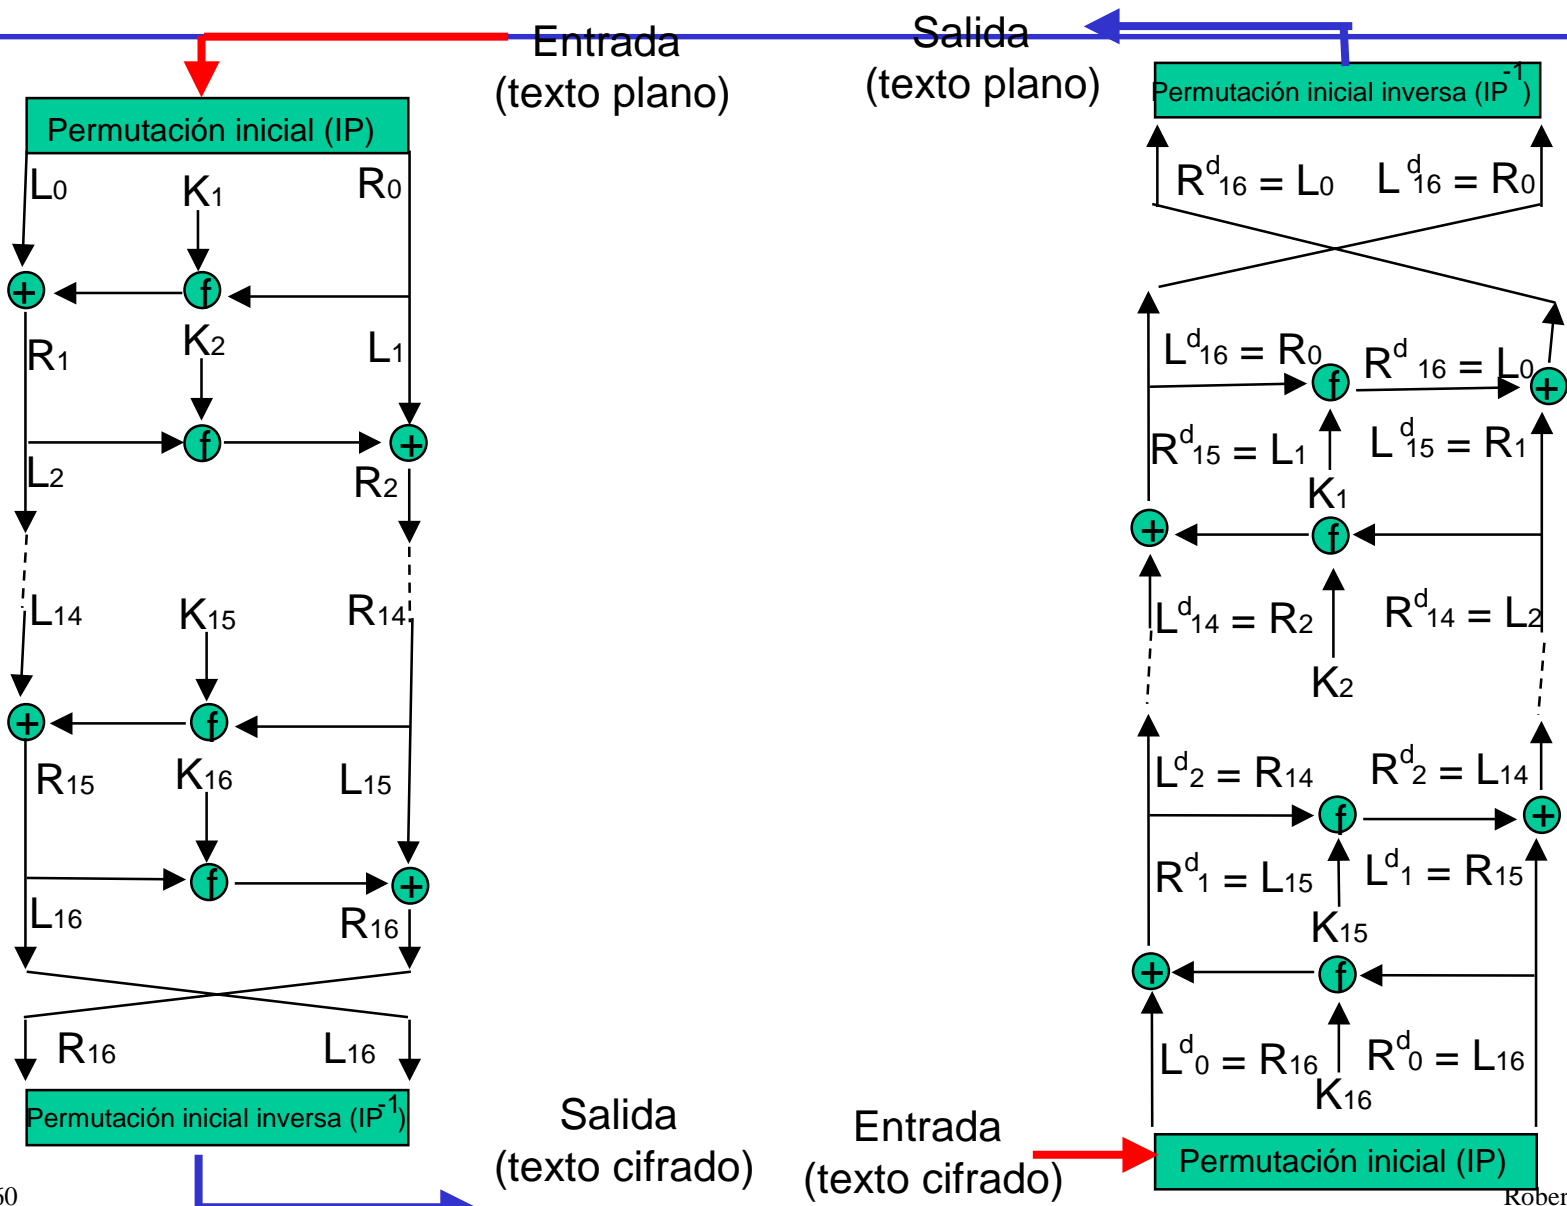 Entrada
(texto plano)
Permutación inicial (IP)
L0 K1 R0
+ f
R1 K2 L1
f +
L2 R2
L14 K15 R14
+ f
R15 K16 L15
f +
L16 R16
R16 L16
Permutación inicial inversa (IP-1)
Salida
(texto cifrado)
60
Salida
(texto plano)
Permutación inicial inversa (IP-1)
Rd16 = L0 Ld16 = R0
Ld16 = R0 Rd16 = L0
f +
Rd15 = L1 Ld15 = R1
K1
+ f
Ld14 = R2 Rd14 = L2
K2
Ld2 = R14 Rd2 = L14
f +
Rd1 = L15 Ld1 = R15
K15
+ f
Ld0 = R16 Rd0 = L16
K16
Entrada
(texto cifrado)
Permutación inicial (IP)
Rober